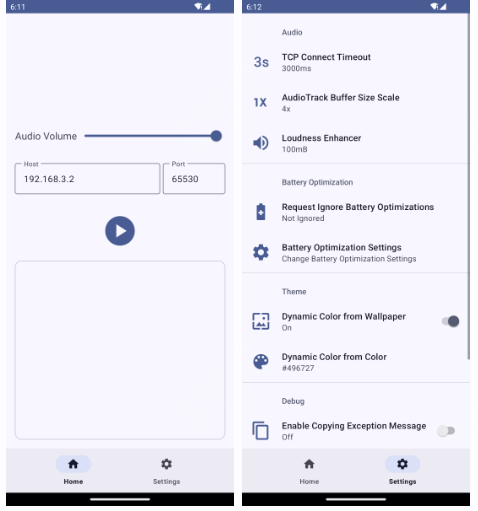 6:11
Audio Volume
Host
Port
192.168.3.2
65530
Home
Settings
6:12
Audio
3s
TCP Connect Timeout
3000ms
1X
AudioTrack Buffer Size Scale
4x
Loudness Enhancer
100mB
Battery Optimization
Request Ignore Battery Optimizations
Not Ignored
Battery Optimization Settings
Change Battery Optimization Settings
Theme
Dynamic Color from Wallpaper
On
Dynamic Color from Color
#496727
Debug
Enable Copying Exception Message
Off
Home
Settings